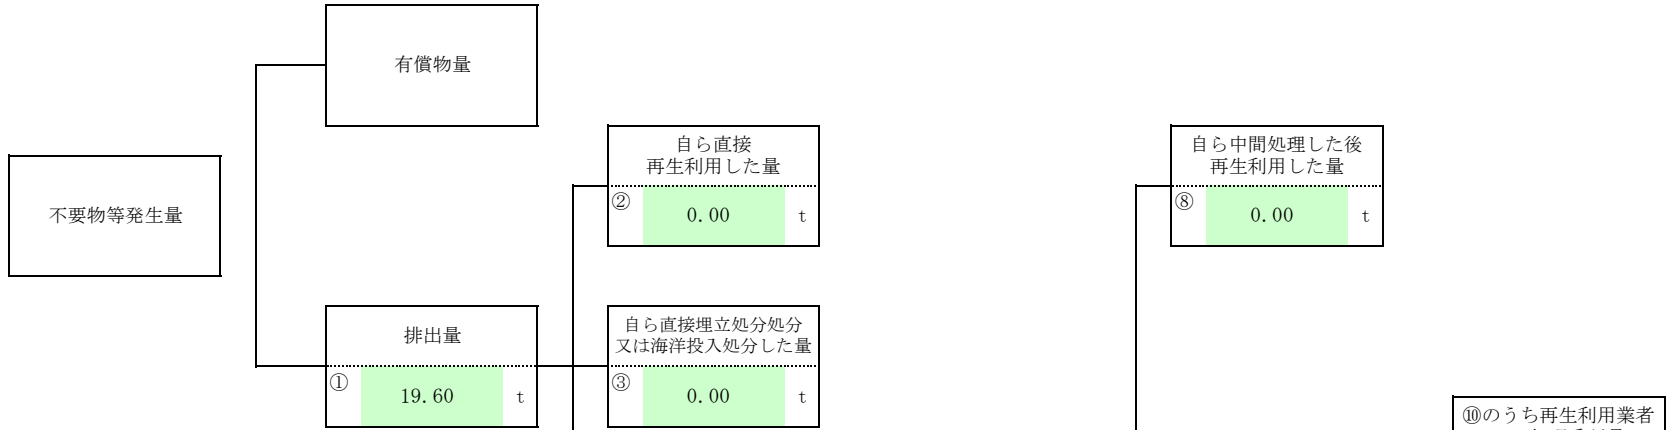 有償物量
自ら直接
再生利用した量
② 0.00 t
自ら中間処理した後
再生利用した量
⑧ 0.00 t
不要物等発生量
排出量
① 19.60 t
自ら直接埋立処分処分
又は海洋投入処分した量
③ 0.00 t
⑩のうち再生利用業者